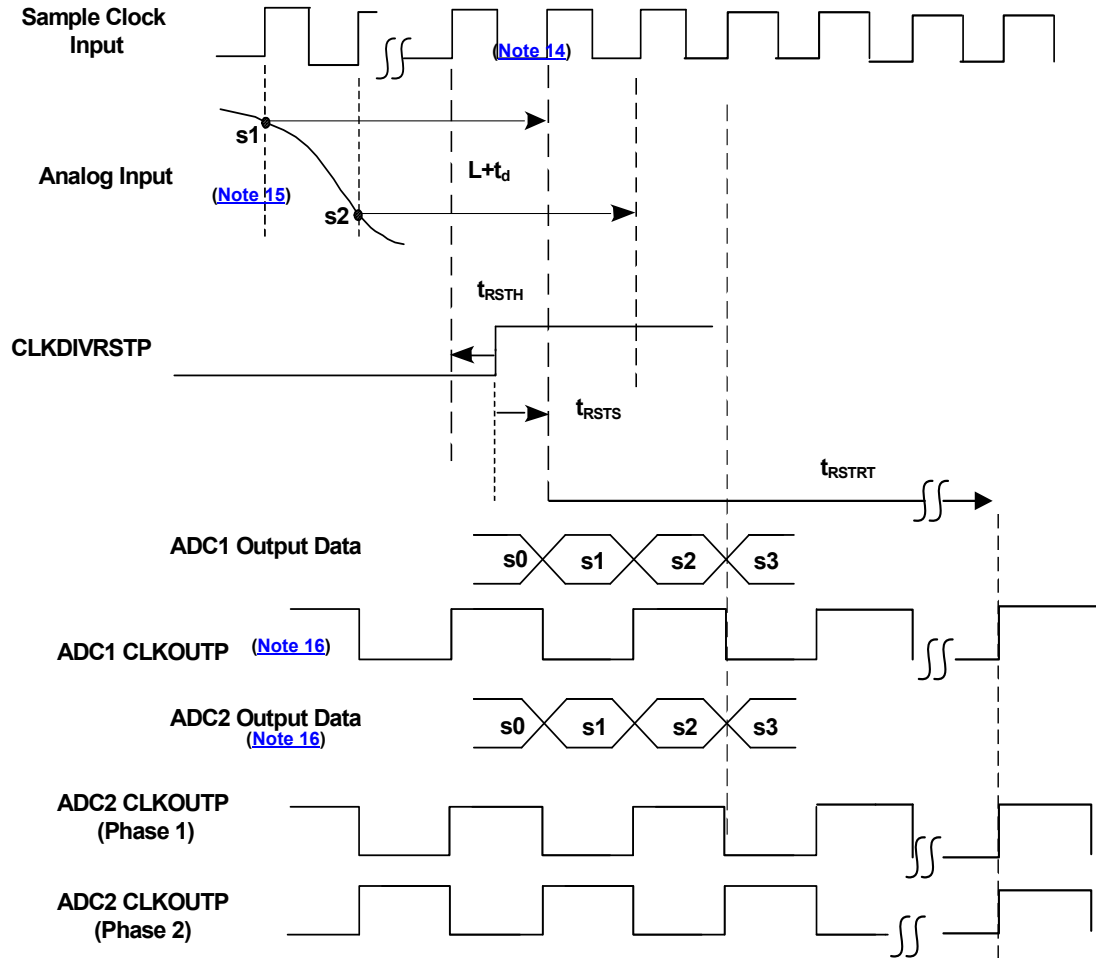 Sample Clock
Input
(Note 14)
s1
L+td
Analog Input
(Note 15)
s2
tRSTH
CLKDIVRSTP
tRSTS
tRSTRT
ADC1 Output Data
s0 s1 s2 s3
ADC1 CLKOUTP (Note 16)
ADC2 Output Data
(Note 16)
s0 s1 s2 s3
ADC2 CLKOUTP
(Phase 1)
ADC2 CLKOUTP
(Phase 2)